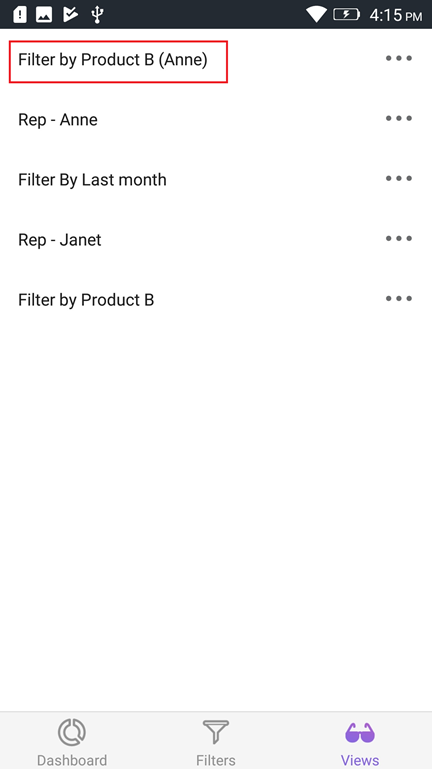 4:15 PM
Filter by Product B (Anne)
Rep - Anne
Filter By Last month
Rep - Janet
Filter by Product B
Dashboard
Filters
Views